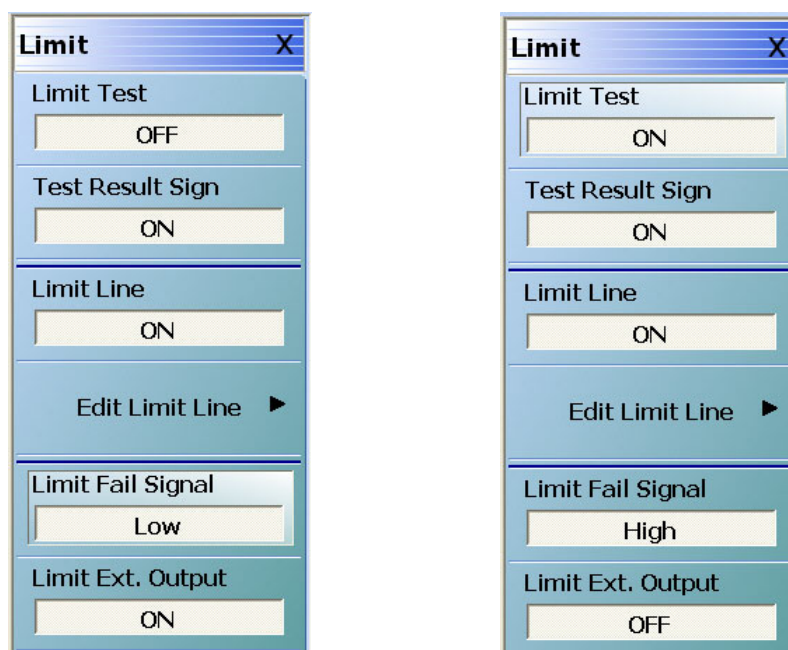 Limit X
Limit Test
OFF
Test Result Sign
ON
Limit Line
ON
Edit Limit Line ▶
Limit Fail Signal
Low
Limit Ext. Output
ON
Limit X
Limit Test
ON
Test Result Sign
ON
Limit Line
ON
Edit Limit Line ▶
Limit Fail Signal
High
Limit Ext. Output
OFF